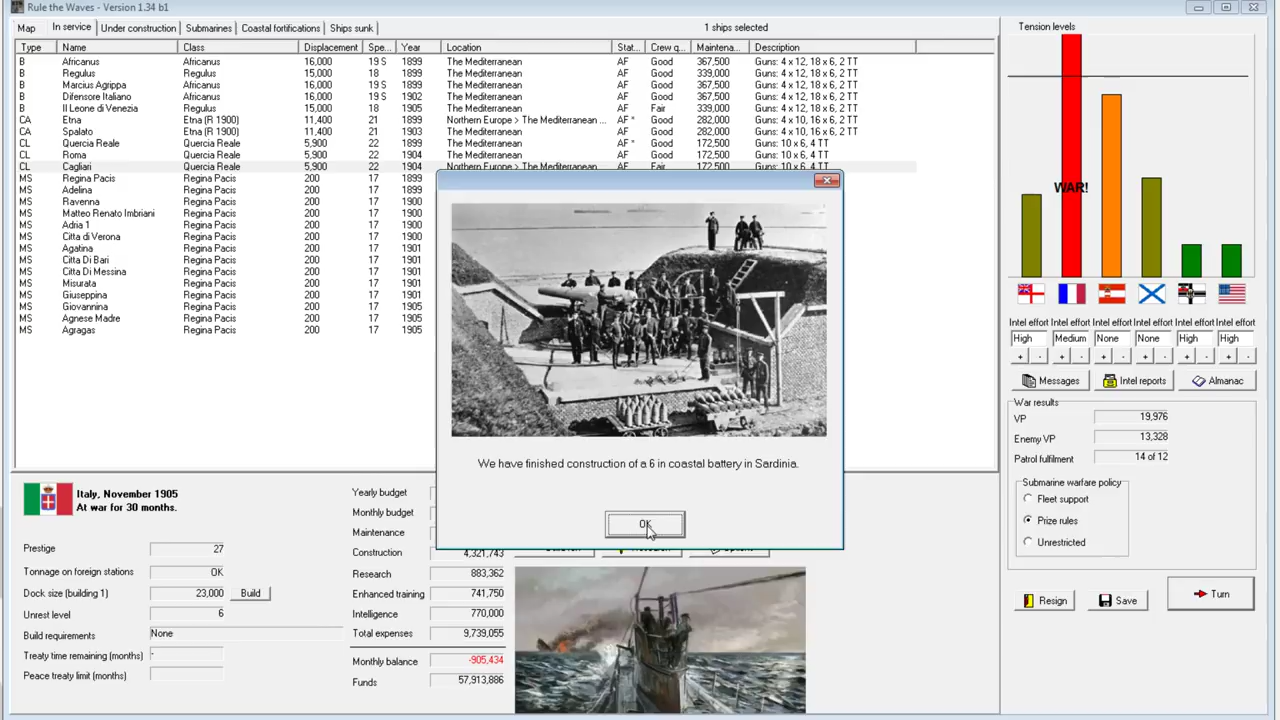 Rule the Waves - Version 1.34 b1
Map In service Under construction Submarines Coastal fortifications Ships sunk 1 ships selected
Type Name Class Displacement Spe... Year Location Stat... Crew q... Maintena... Description
B Africanus Africanus 16,000 19 S 1899 The Mediterranean AF Good 367,500 Guns: 4 x 12, 18 x 6, 2 TT
B Regulus Regulus 15,000 18 1899 The Mediterranean AF Good 339,000 Guns: 4 x 12, 18 x 6, 2 TT
B Marcius Agrippa Africanus 16,000 19 S 1899 The Mediterranean AF Good 367,500 Guns: 4 x 12, 18 x 6, 2 TT
B Difensore Italiano Africanus 16,000 19 S 1902 The Mediterranean AF Good 367,500 Guns: 4 x 12, 18 x 6, 2 TT
B Il Leone di Venezia Regulus 15,000 18 1905 The Mediterranean AF Fair 339,000 Guns: 4 x 12, 18 x 6, 2 TT
CA Etna Etna (R 1900) 11,400 21 1899 Northern Europe > The Mediterranean ... AF * Good 282,000 Guns: 4 x 10, 16 x 6, 2 TT
CA Spalato Etna (R 1900) 11,400 21 1903 The Mediterranean AF Good 282,000 Guns: 4 x 10, 16 x 6, 2 TT
CL Quercia Reale Quercia Reale 5,900 22 1899 The Mediterranean AF * Good 172,500 Guns: 10 x 6, 4 TT
CL Roma Quercia Reale 5,900 22 1904 The Mediterranean AF Good 172,500 Guns: 10 x 6, 4 TT
CL Cagliari Quercia Reale 5,900 22 1904 Northern Europe > The Mediterranean AF Fair 172,500 Guns: 10 x 6, 4 TT
MS Regina Pacis Regina Pacis 200 17 1899
MS Adelina Regina Pacis 200 17 1899
MS Ravenna Regina Pacis 200 17 1900
MS Matteo Renato Imbriani Regina Pacis 200 17 1900
MS Adria 1 Regina Pacis 200 17 1900
MS Citta di Verona Regina Pacis 200 17 1900
MS Agatina Regina Pacis 200 17 1901
MS Citta Di Bari Regina Pacis 200 17 1901
MS Citta Di Messina Regina Pacis 200 17 1901
MS Misurata Regina Pacis 200 17 1901
MS Giuseppina Regina Pacis 200 17 1901
MS Giovannina Regina Pacis 200 17 1905
MS Agnese Madre Regina Pacis 200 17 1905
MS Agragas Regina Pacis 200 17 1905
We have finished construction of a 6 in coastal battery in Sardinia.
OK
Tension levels
WAR!
Intel effort Intel effort Intel effort Intel effort Intel effort Intel effort
High Medium None None High High
+ - + - + - + - + - + -
Messages Intel reports Almanac
War results
VP 19,976
Enemy VP 13,328
Patrol fulfilment 14 of 12
Submarine warfare policy
Fleet support
Prize rules
Unrestricted
Resign Save Turn
Italy, November 1905
At war for 30 months.
Prestige 27
Tonnage on foreign stations OK
Dock size (building 1) 23,000 Build
Unrest level 6
Build requirements None
Treaty time remaining (months) -
Peace treaty limit (months)
Yearly budget
Monthly budget
Maintenance
Construction 4,321,743
Research 883,362
Enhanced training 741,750
Intelligence 770,000
Total expenses 9,739,055
Monthly balance -905,434
Funds 57,913,886